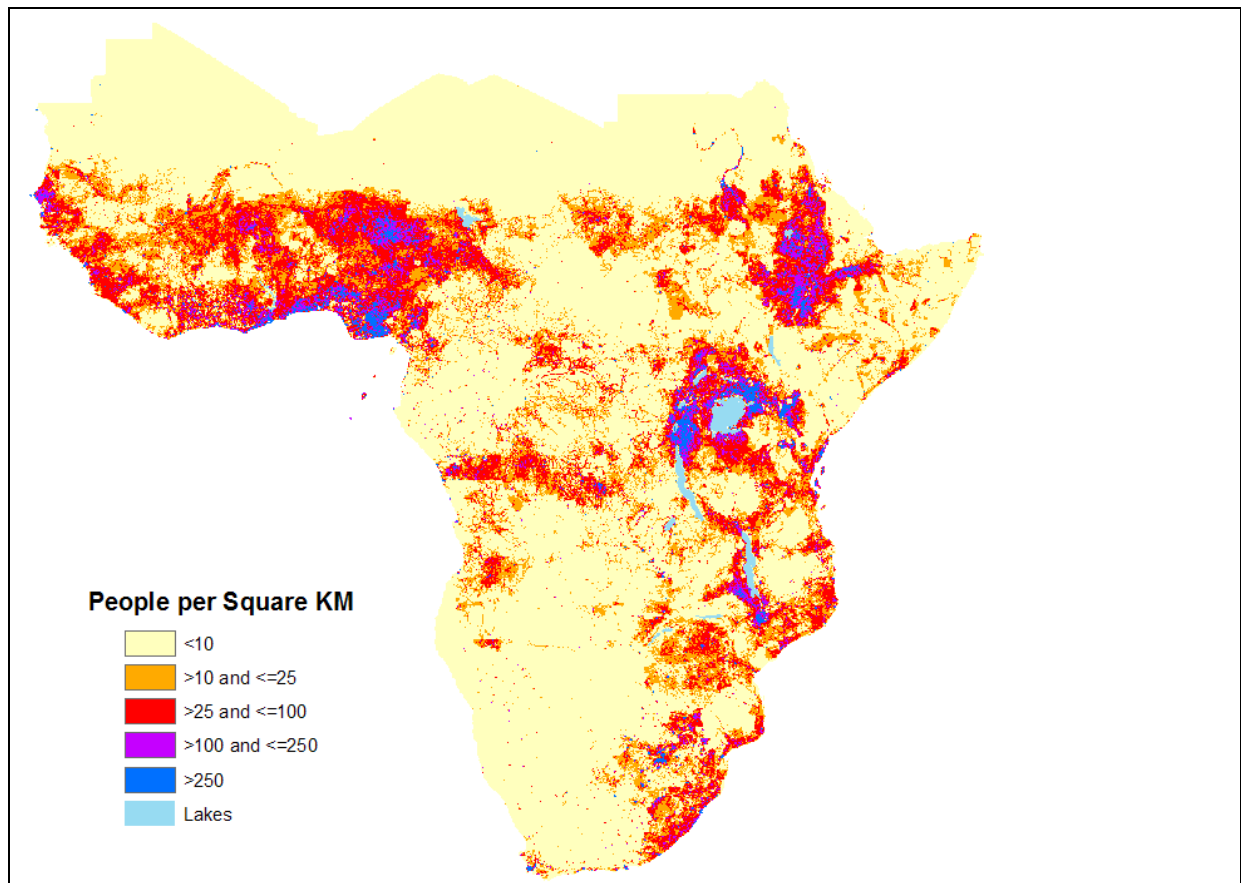 People per Square KM
<10
>10 and <=25
>25 and <=100
>100 and <=250
>250
Lakes